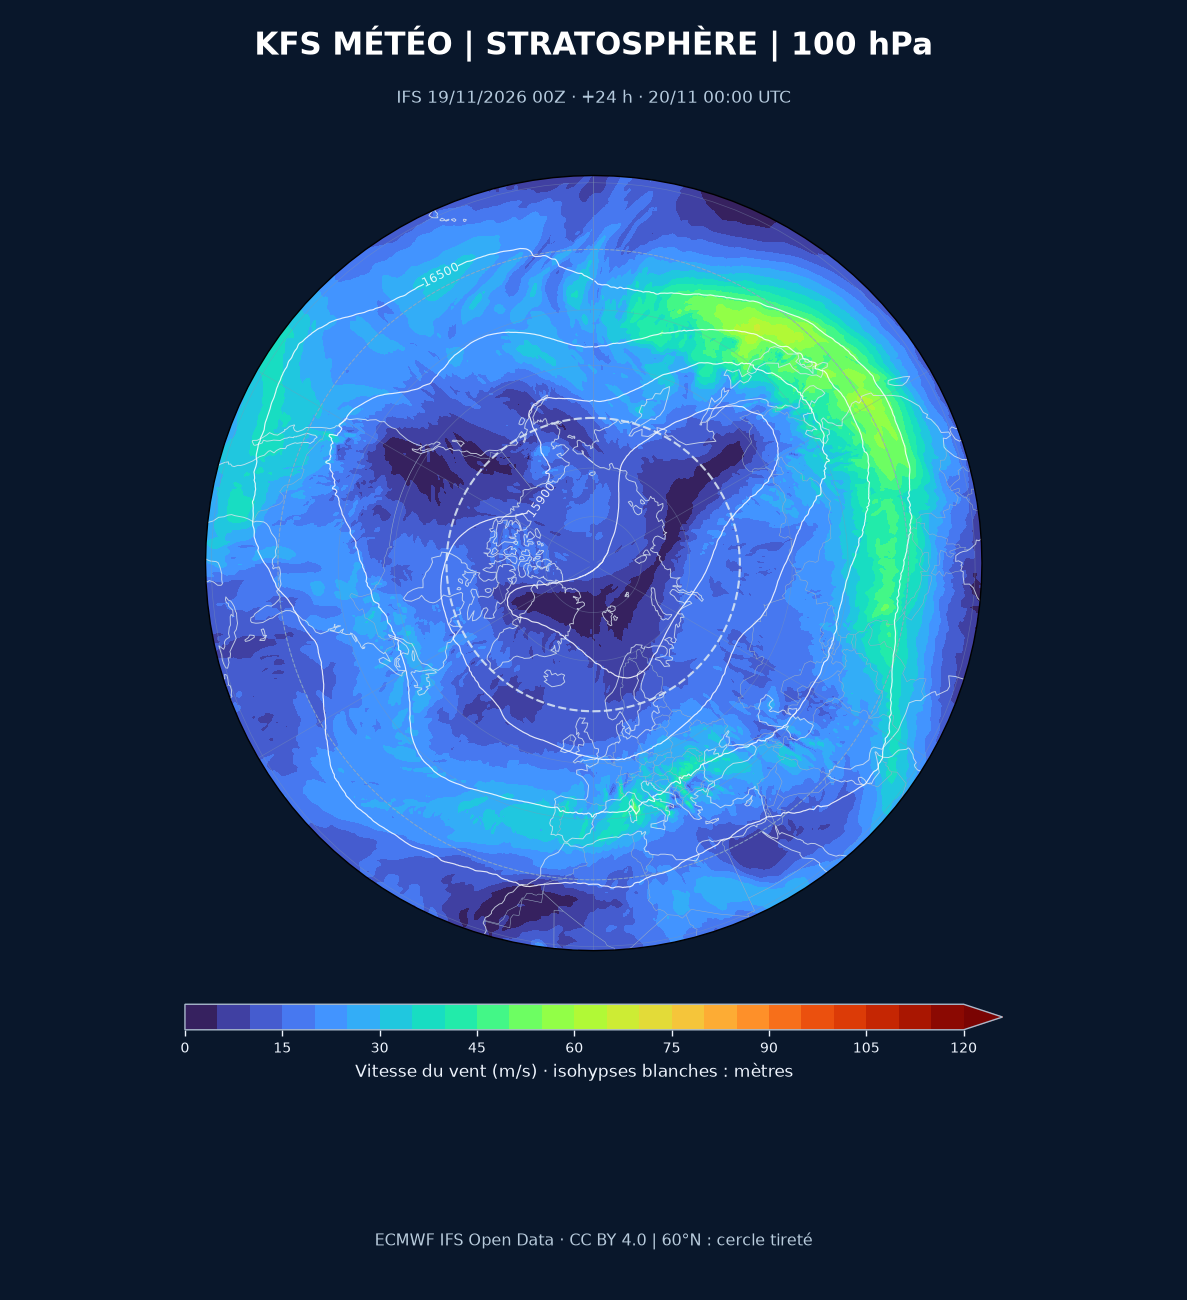 KFS MÉTÉO | STRATOSPHÈRE | 100 hPa
IFS 19/11/2026 00Z · +24 h · 20/11 00:00 UTC
16500
15900
0 15 30 45 60 75 90 105 120
Vitesse du vent (m/s) · isohypses blanches : mètres
ECMWF IFS Open Data · CC BY 4.0 | 60°N : cercle tireté